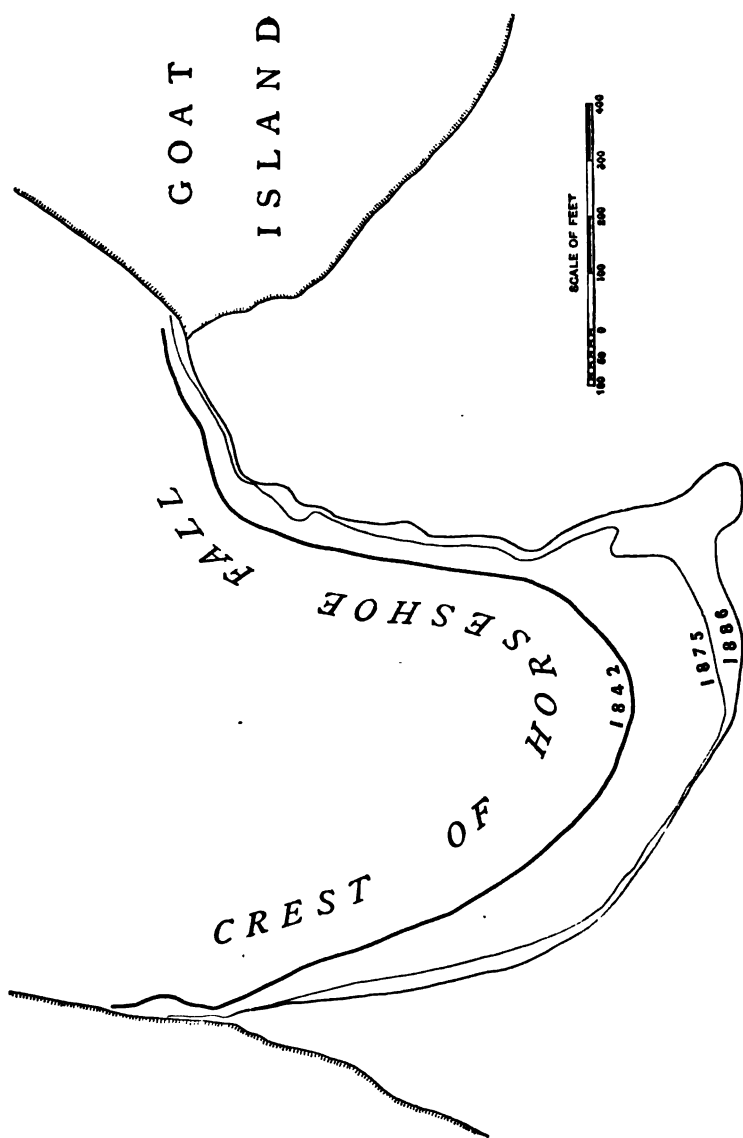 GOAT
ISLAND
SCALE OF FEET
100 50 0 100 200 300 400
CREST OF HORSESHOE FALL
1842
1875
1886